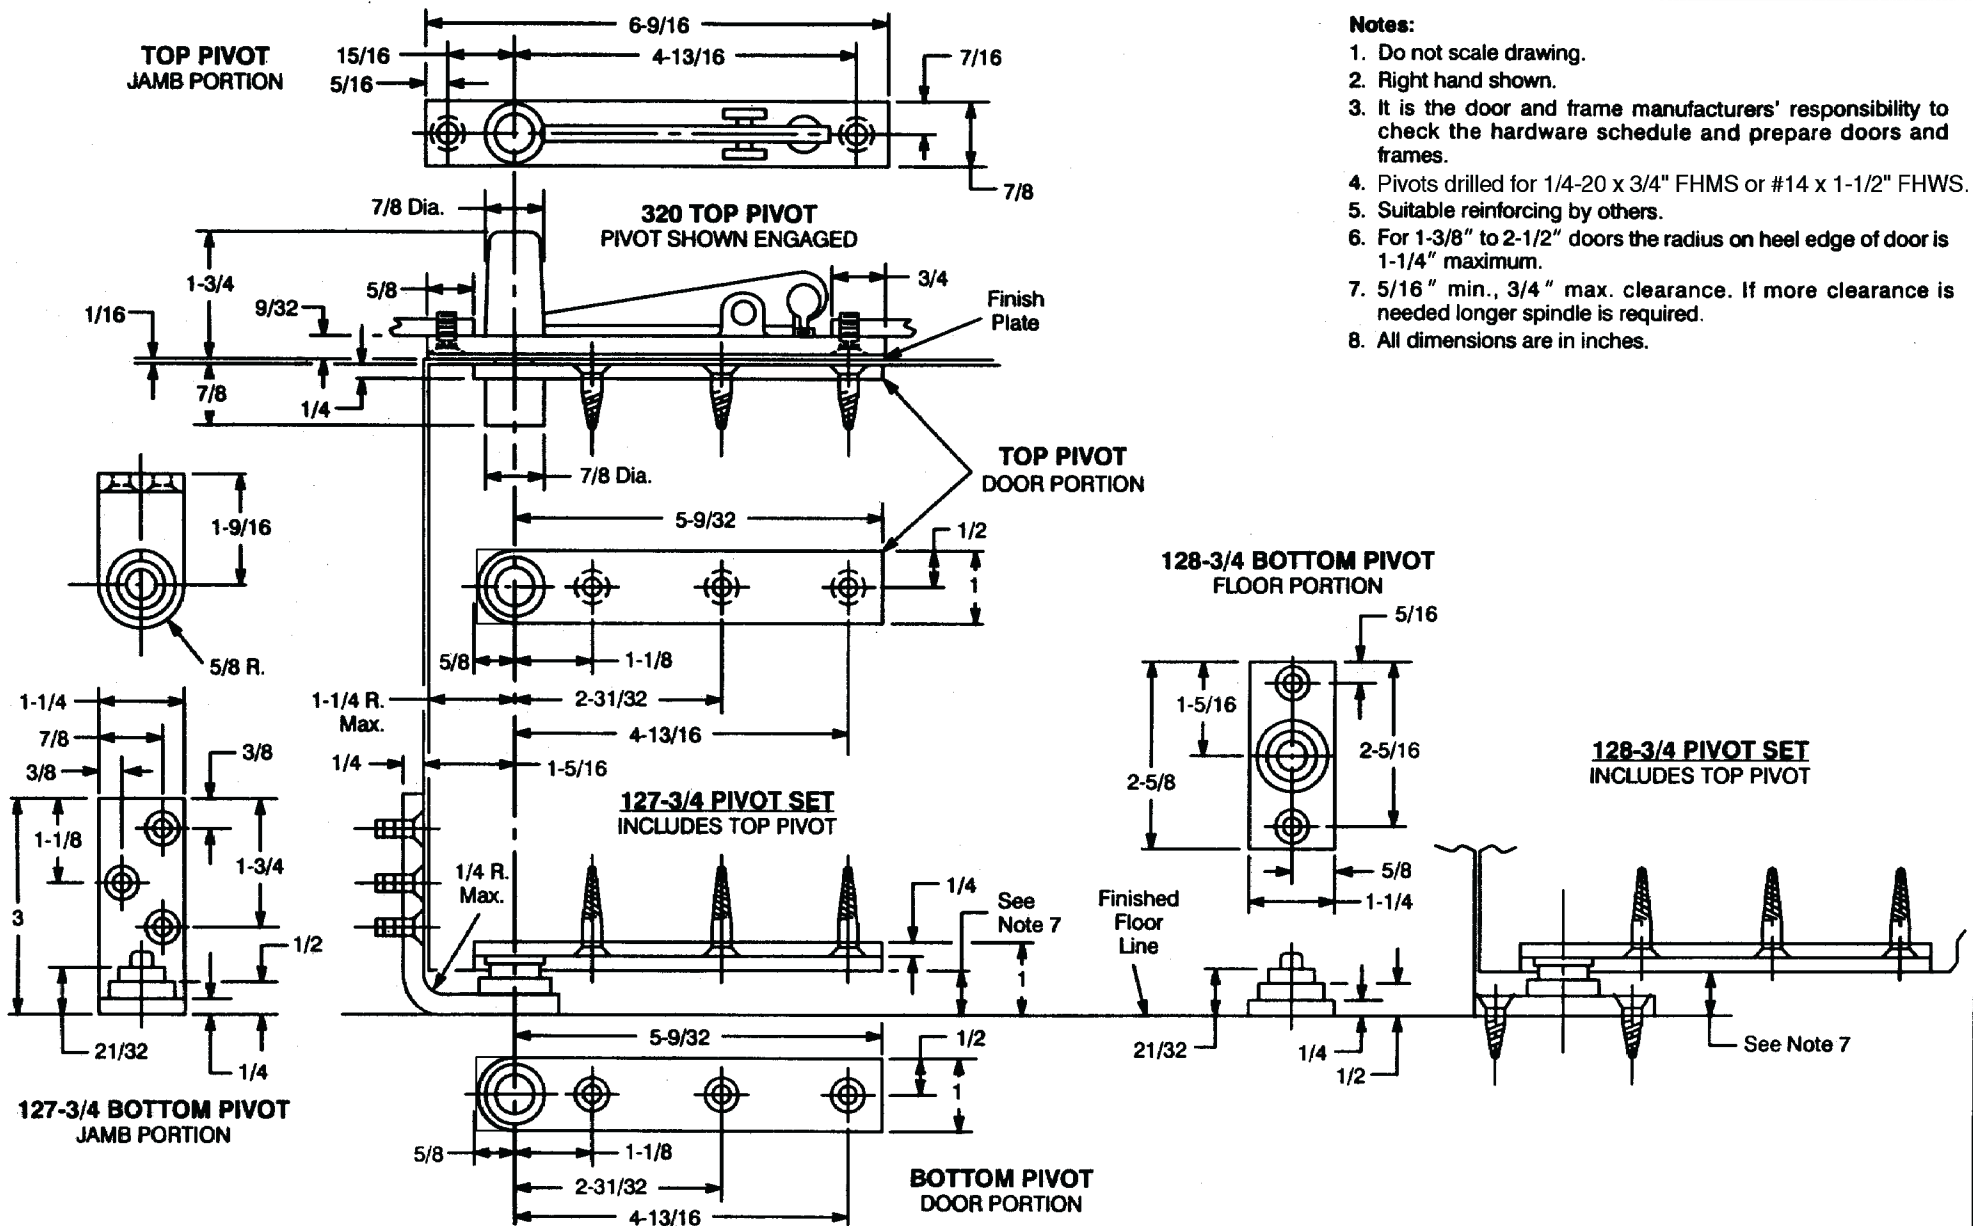 TOP PIVOT
JAMB PORTION
6-9/16
15/16
4-13/16
7/16
5/16
7/8
7/8 Dia.
320 TOP PIVOT
PIVOT SHOWN ENGAGED
1-3/4
5/8
3/4
1/16
9/32
Finish
Plate
7/8
1/4
7/8 Dia.
TOP PIVOT
DOOR PORTION
Notes:
1. Do not scale drawing.
2. Right hand shown.
3. It is the door and frame manufacturers' responsibility to
check the hardware schedule and prepare doors and
frames.
4. Pivots drilled for 1/4-20 x 3/4" FHMS or #14 x 1-1/2" FHWS.
5. Suitable reinforcing by others.
6. For 1-3/8" to 2-1/2" doors the radius on heel edge of door is
1-1/4" maximum.
7. 5/16" min., 3/4" max. clearance. If more clearance is
needed longer spindle is required.
8. All dimensions are in inches.
1-9/16
5/8 R.
5-9/32
1/2
1
5/8
1-1/8
1-1/4 R.
Max.
2-31/32
4-13/16
1/4
1-5/16
1-1/4
7/8
3/8
3/8
1-1/8
1-3/4
3
1/2
21/32
1/4
127-3/4 BOTTOM PIVOT
JAMB PORTION
127-3/4 PIVOT SET
INCLUDES TOP PIVOT
1/4 R.
Max.
1/4
See
Note 7
1
5-9/32
1/2
1
5/8
1-1/8
2-31/32
4-13/16
BOTTOM PIVOT
DOOR PORTION
128-3/4 BOTTOM PIVOT
FLOOR PORTION
5/16
1-5/16
2-5/16
2-5/8
5/8
1-1/4
Finished
Floor
Line
21/32
1/4
1/2
128-3/4 PIVOT SET
INCLUDES TOP PIVOT
See Note 7